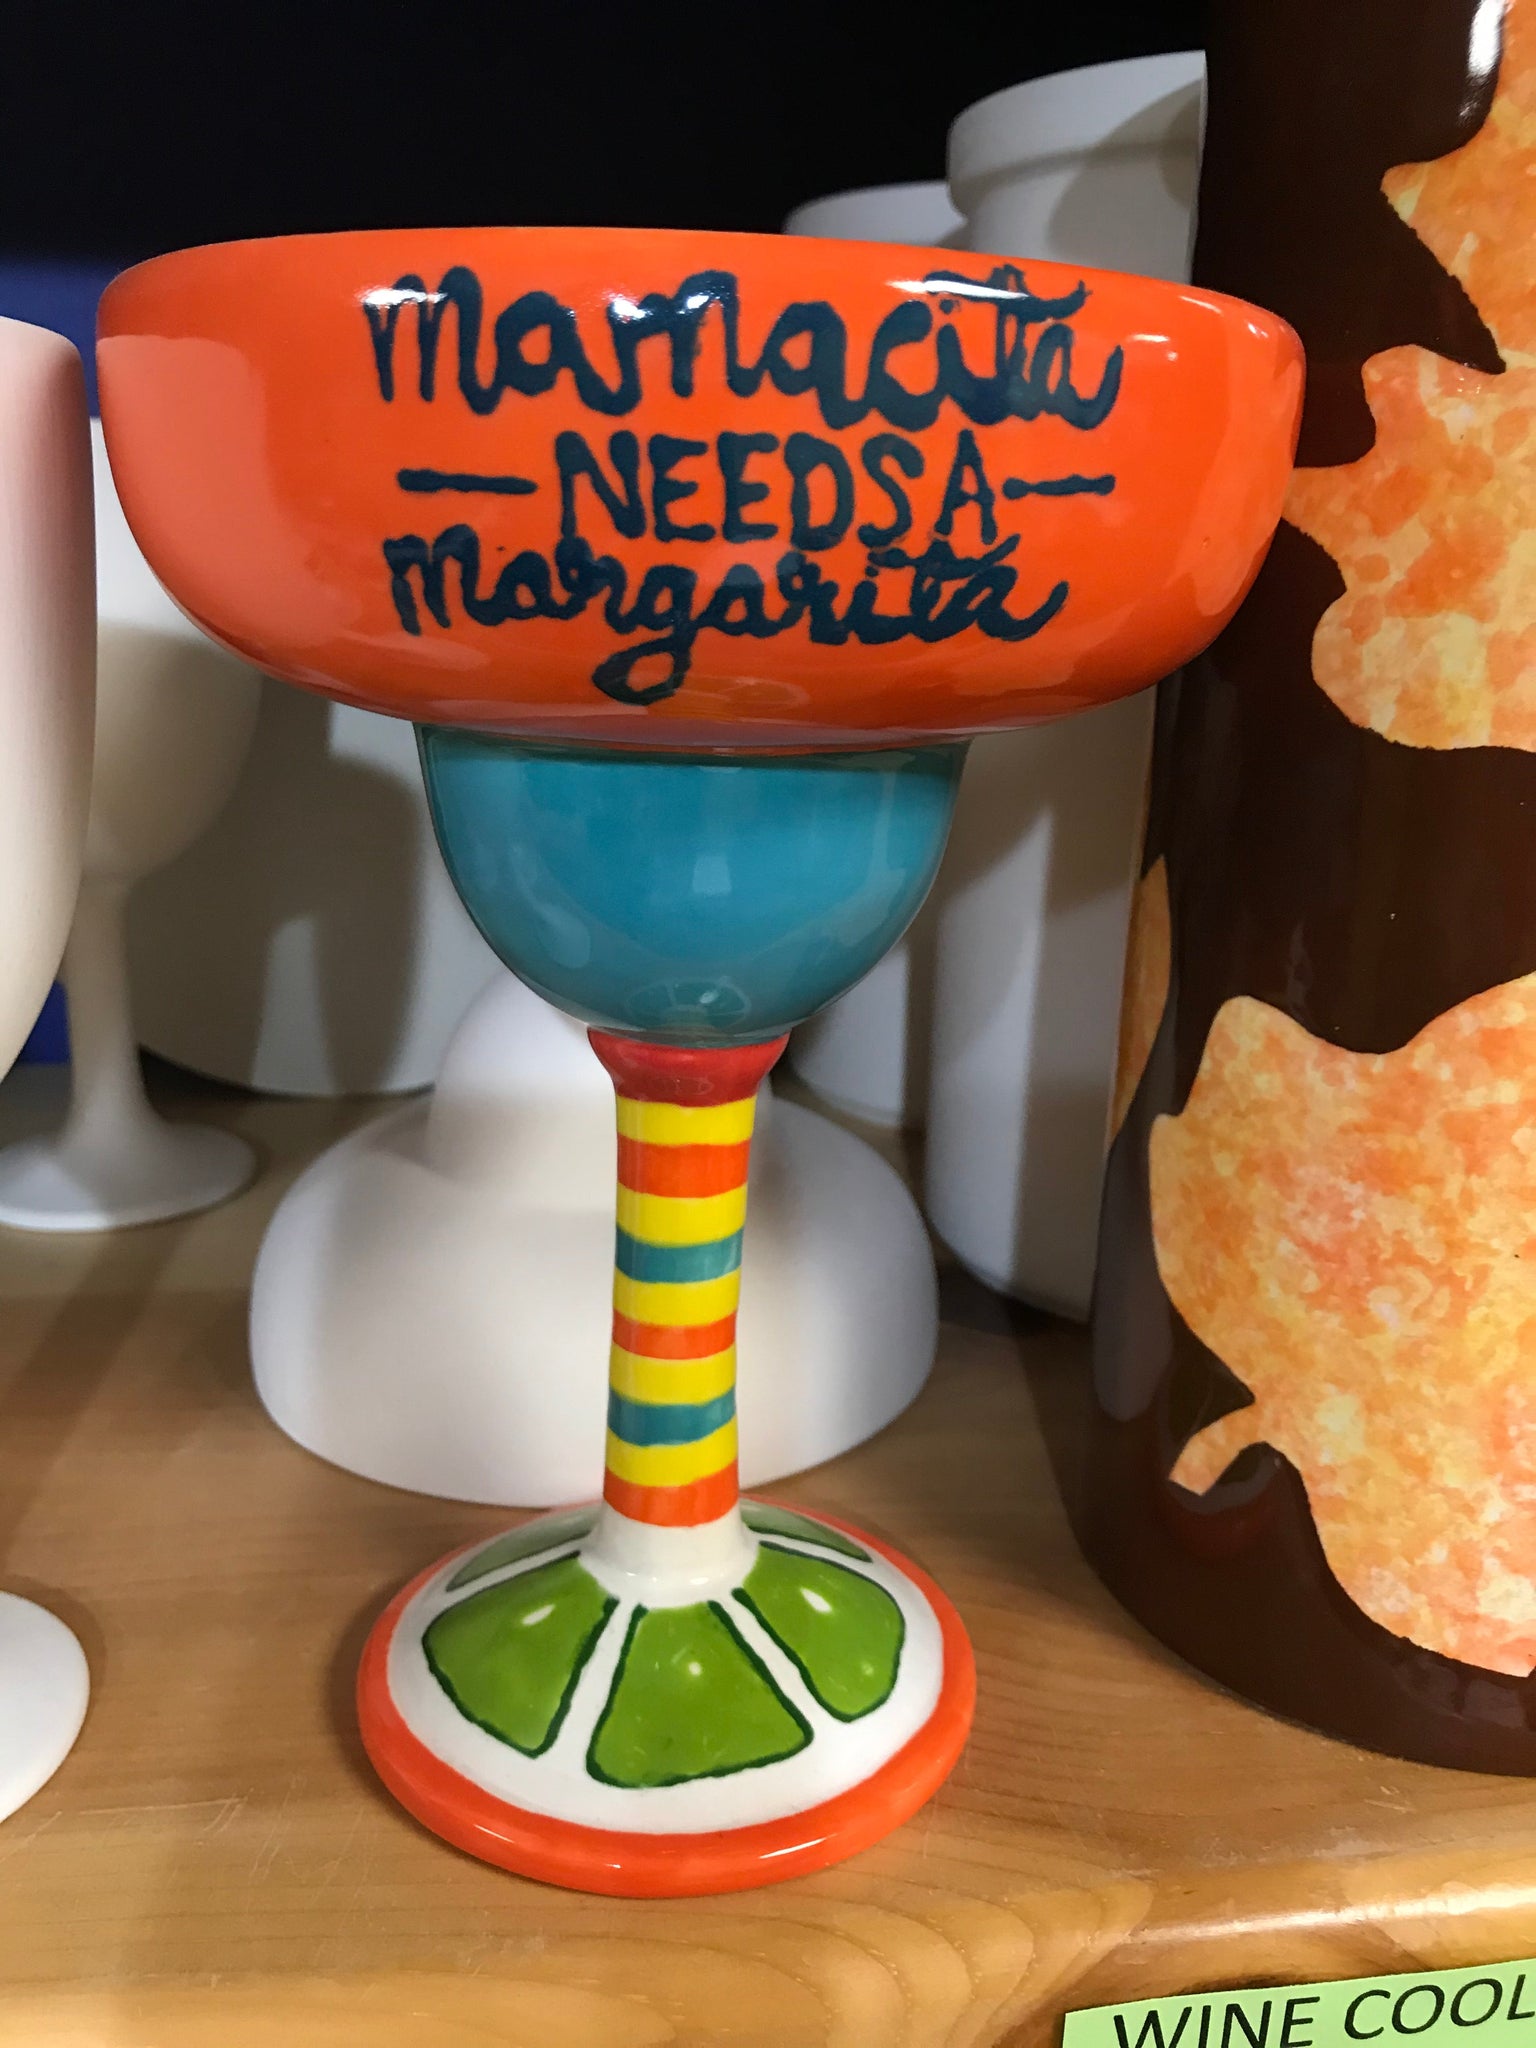 Mamacita
— NEEDS A —
Margarita
WINE COOL